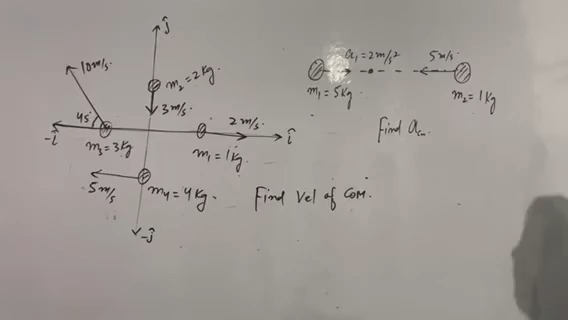 ĵ
10m/s.
m₂=2Kg
3m/s.
45
-î
m₃=3Kg
2m/s.
î
m₁=1Kg
5m/s
m₄=4Kg.
-ĵ
Find Vel of COM.
a₁=2m/s²
5m/s.
m₁=5Kg
m₂=1Kg
Find aₘ